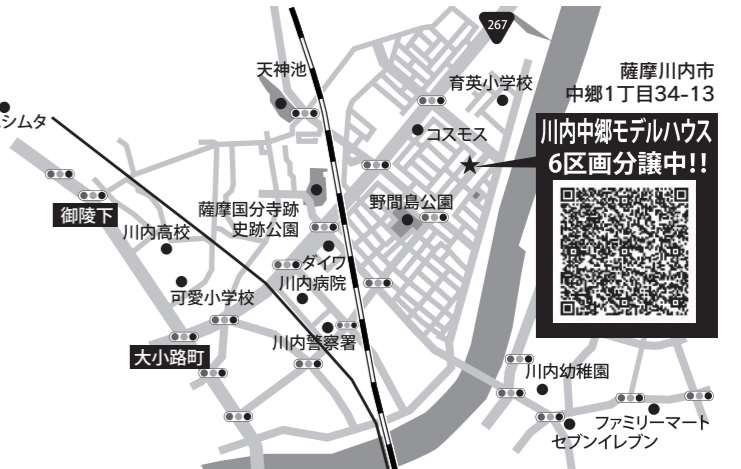 267
天神池
育英小学校
薩摩川内市
中郷1丁目34-13
シムタ
コスモス
川内中郷モデルハウス
6区画分譲中!!
御陵下
川内高校
薩摩国分寺跡
史跡公園
野間島公園
ダイワ
川内病院
可愛小学校
川内警察署
大小路町
川内幼稚園
ファミリーマート
セブンイレブン